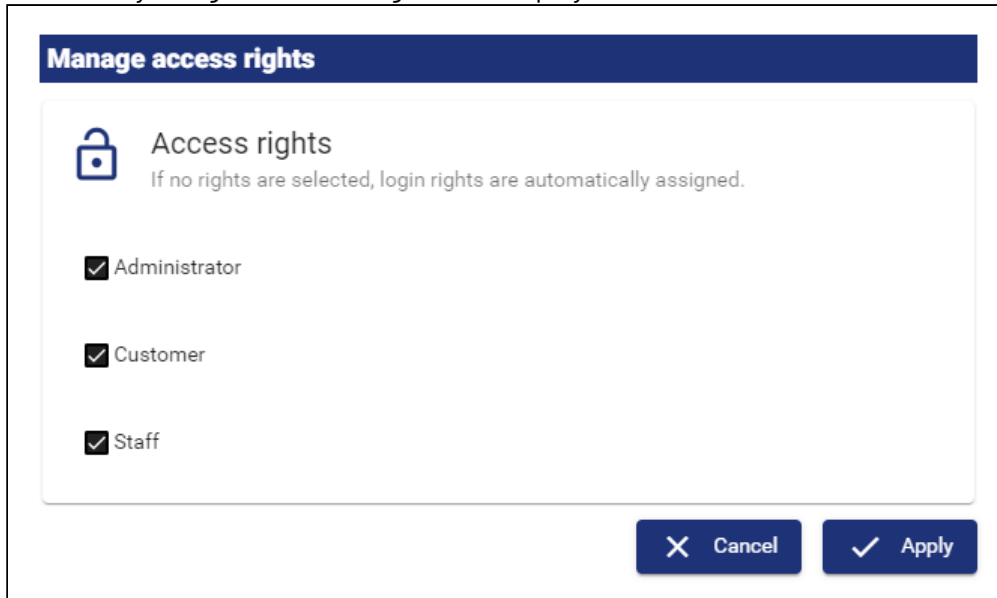 Manage access rights
Access rights
If no rights are selected, login rights are automatically assigned.
Administrator
Customer
Staff
Cancel
Apply